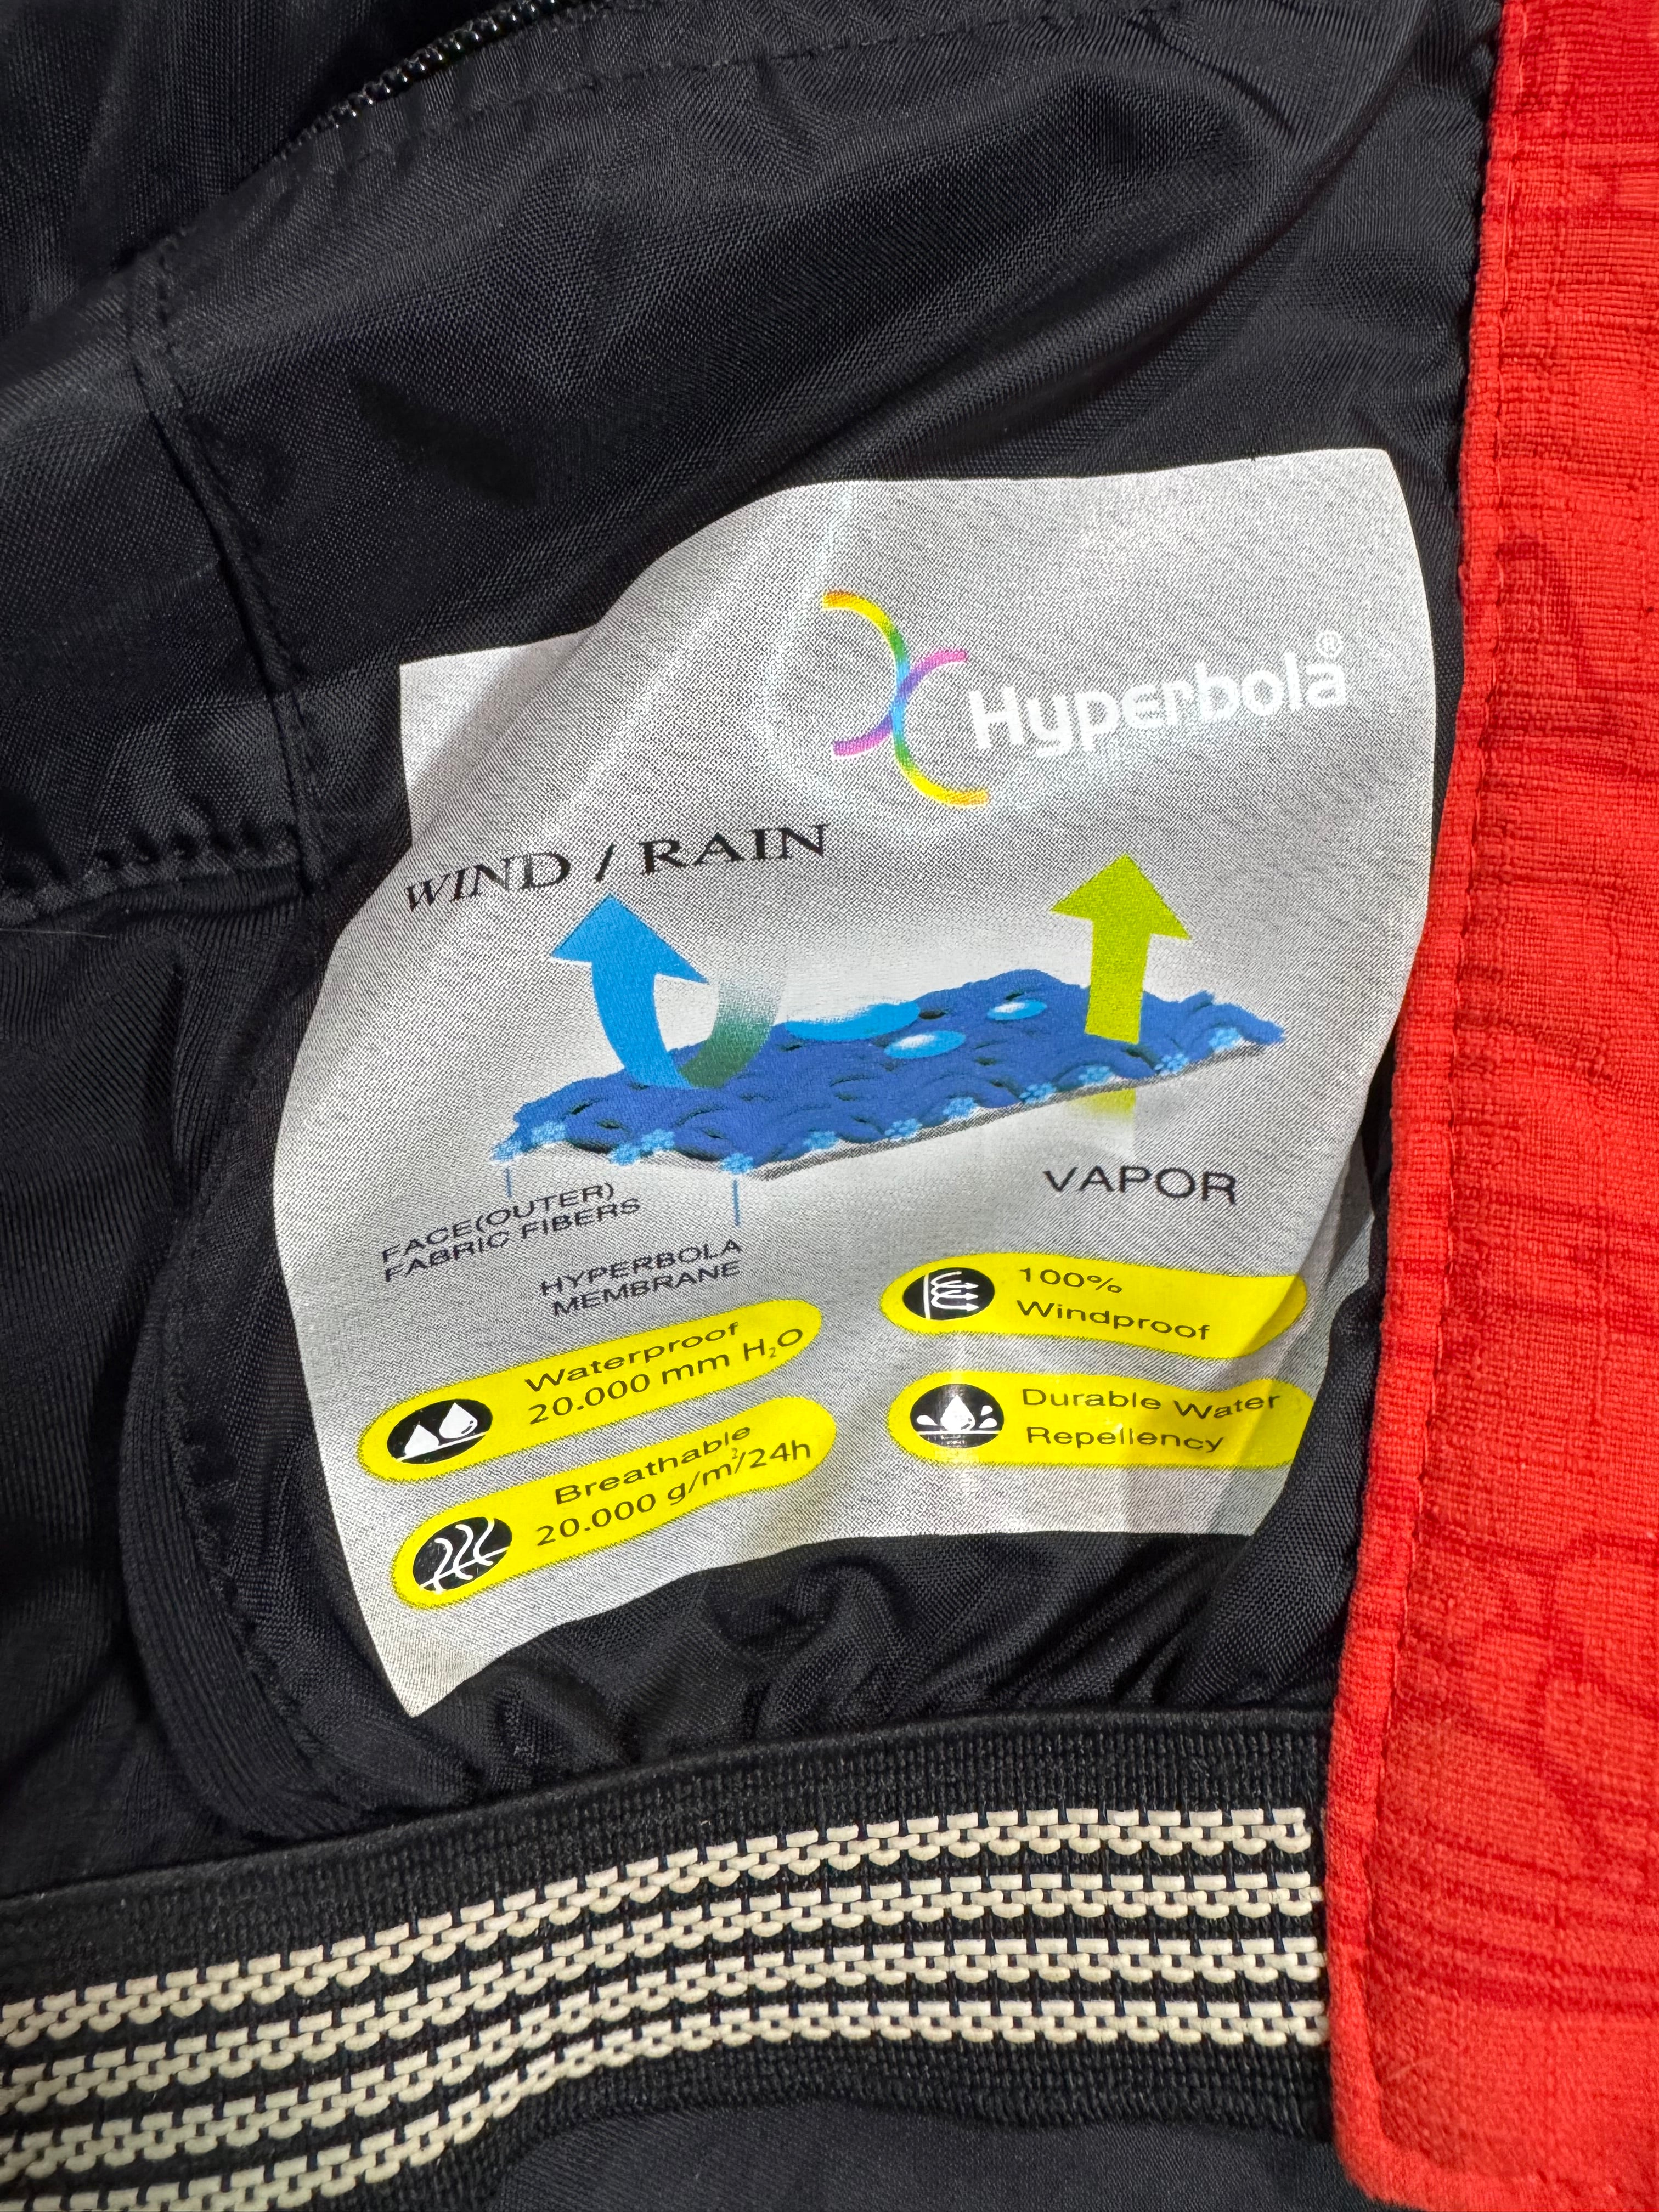 Hyperbola®
WIND / RAIN
VAPOR
FACE(OUTER)
FABRIC FIBERS
HYPERBOLA
MEMBRANE
Waterproof
20.000 mm H₂O
Breathable
20.000 g/m²/24h
100%
Windproof
Durable Water
Repellency